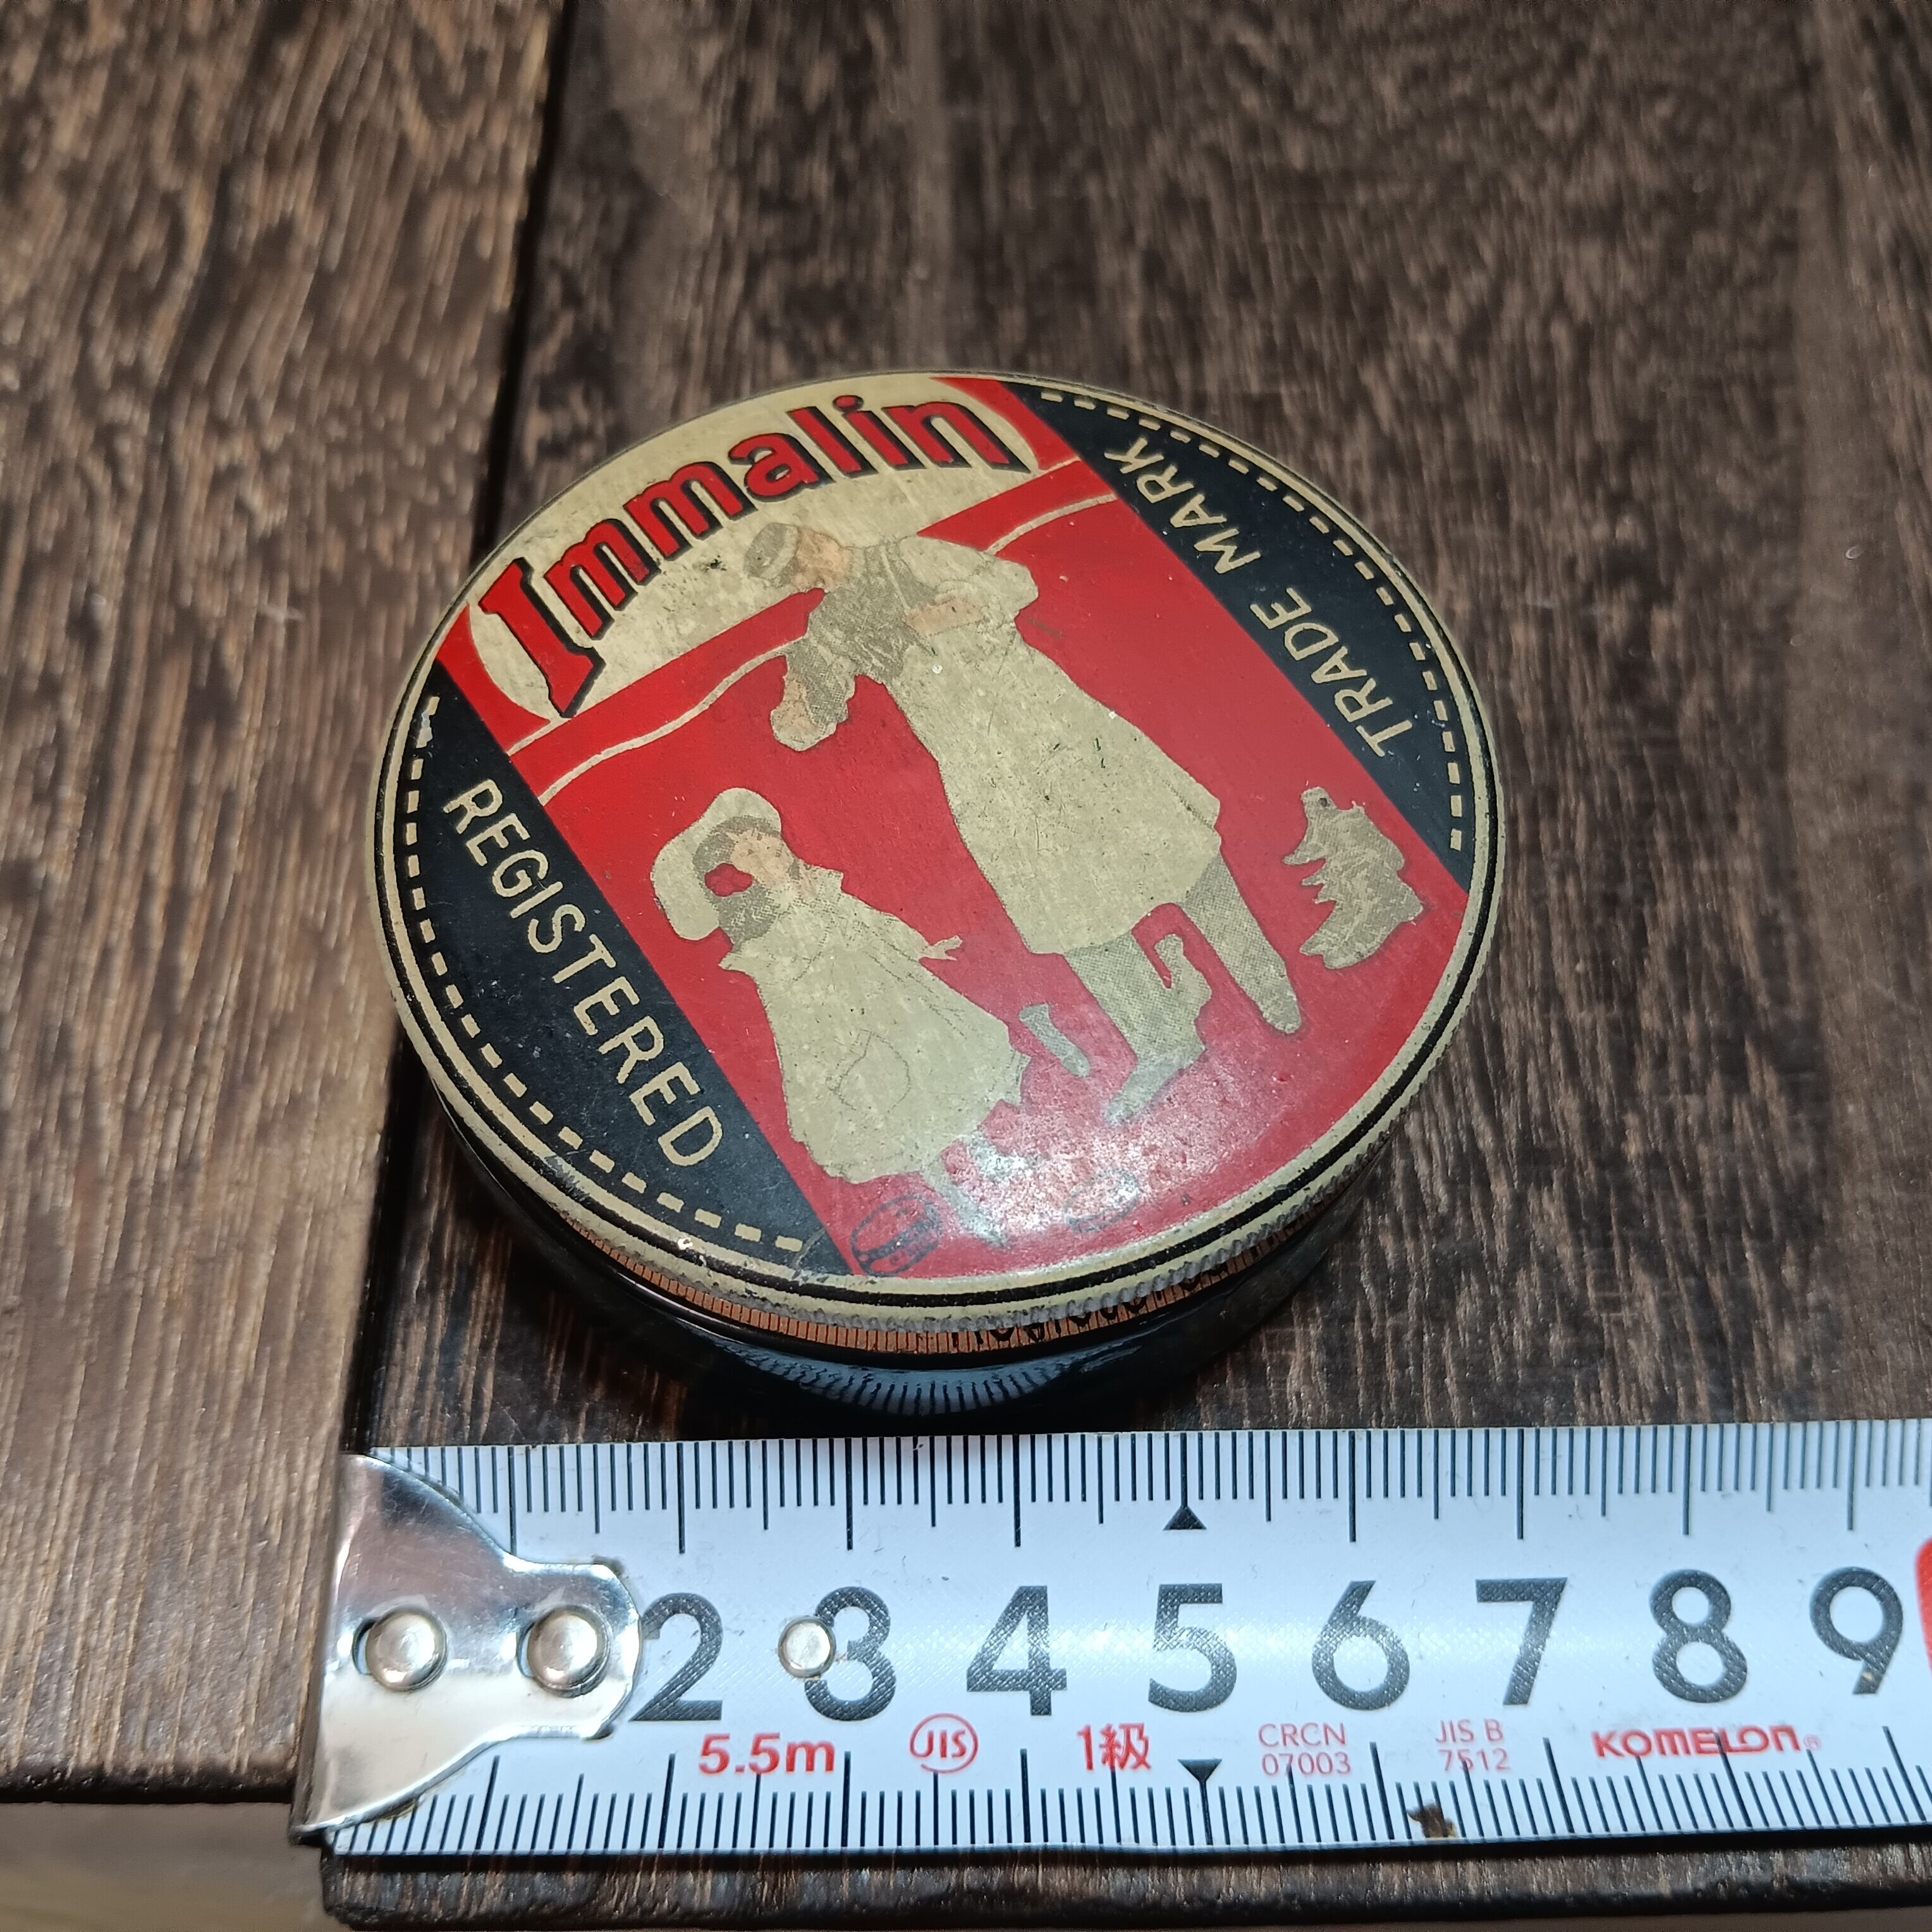 Immalin
TRADE MARK
REGISTERED
2 3 4 5 6 7 8 9
5.5m JIS 1級 CRCN 07003 JIS B 7512 KOMELON®